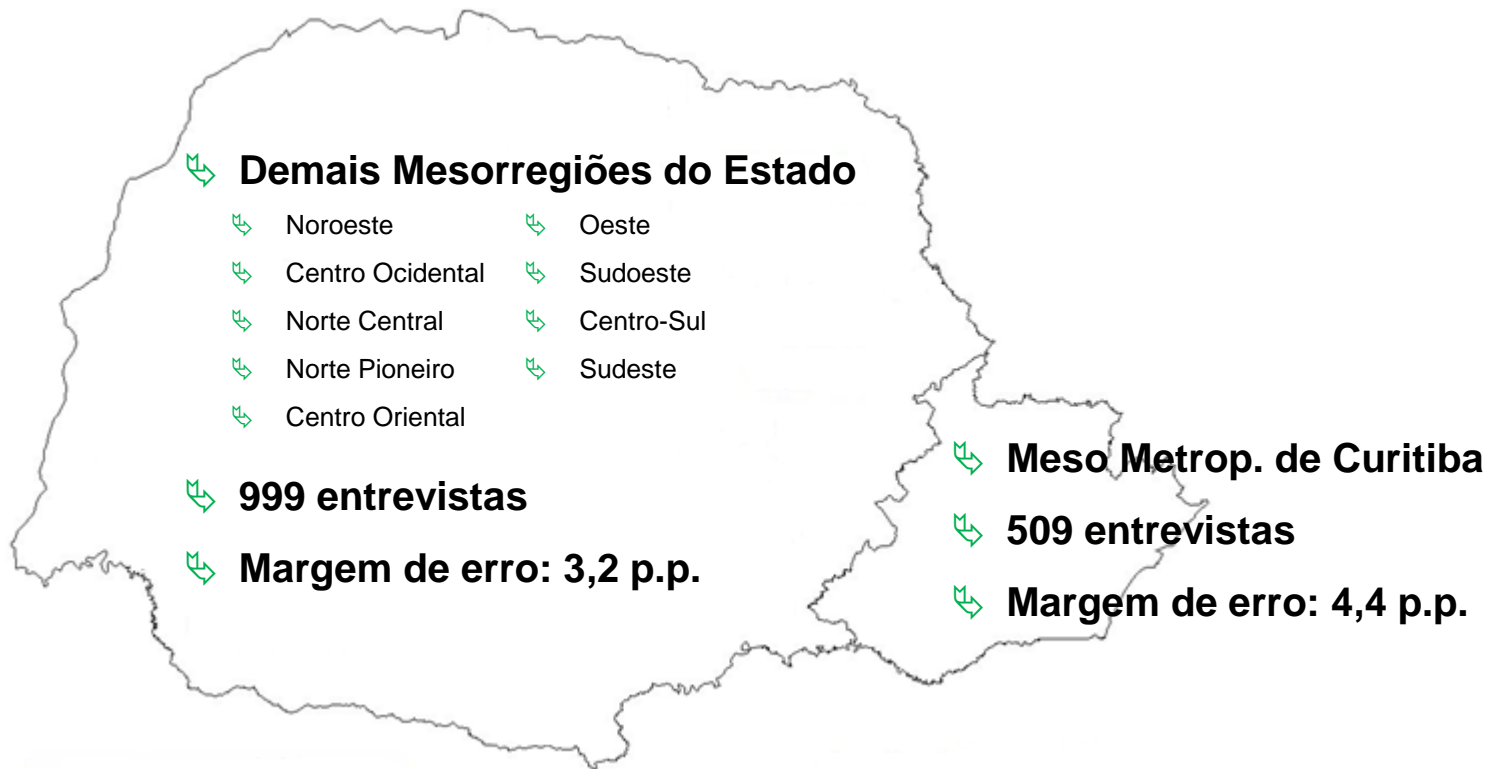 Demais Mesorregiões do Estado
Noroeste
Centro Ocidental
Norte Central
Norte Pioneiro
Centro Oriental
Oeste
Sudoeste
Centro-Sul
Sudeste
999 entrevistas
Margem de erro: 3,2 p.p.
Meso Metrop. de Curitiba
509 entrevistas
Margem de erro: 4,4 p.p.